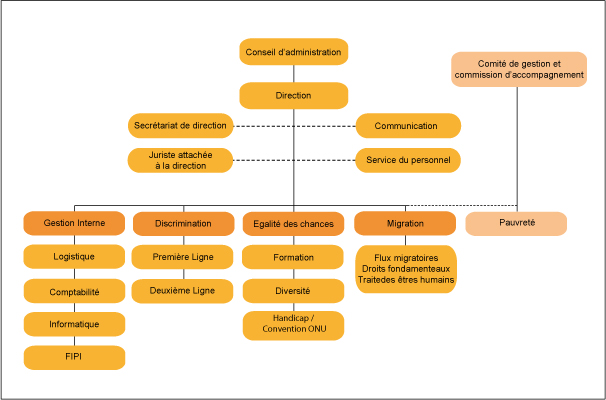 Conseil d'administration
Comité de gestion et
commission d'accompagnement
Direction
Secrétariat de direction
Communication
Juriste attachée
à la direction
Service du personnel
Gestion Interne
Discrimination
Egalité des chances
Migration
Pauvreté
Logistique
Première Ligne
Formation
Flux migratoires
Droits fondamenteaux
Traitedes êtres humains
Comptabilité
Deuxième Ligne
Diversité
Informatique
Handicap /
Convention ONU
FIPI